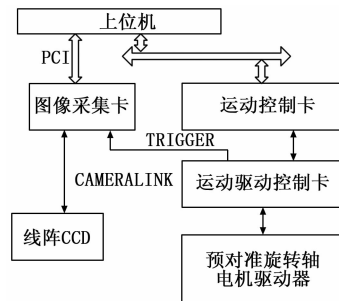 上位机
PCI
图像采集卡
运动控制卡
TRIGGER
CAMERALINK
运动驱动控制卡
线阵CCD
预对准旋转轴
电机驱动器